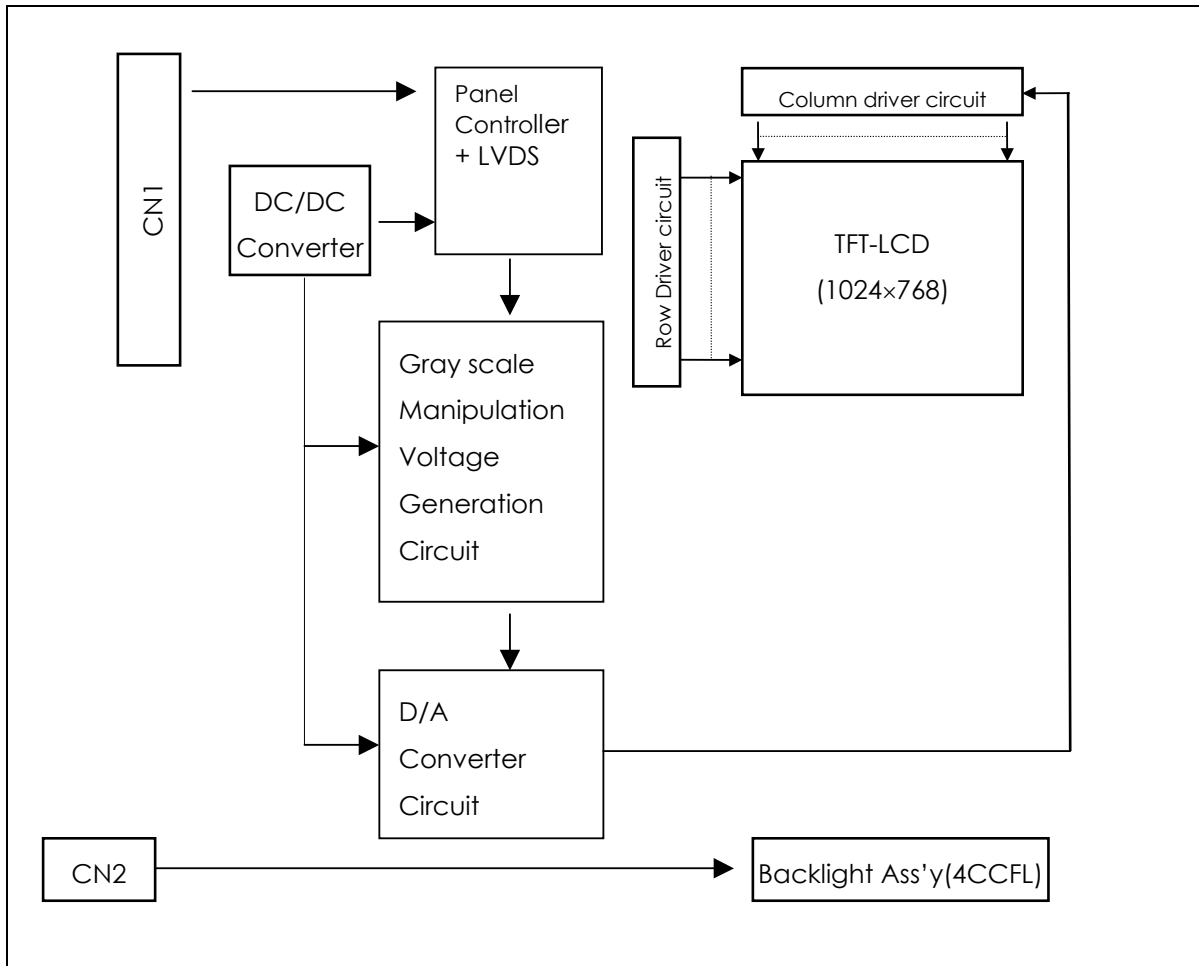 CN1
Panel
Controller
+ LVDS
DC/DC
Converter
Column driver circuit
Row Driver circuit
TFT-LCD
(1024×768)
Gray scale
Manipulation
Voltage
Generation
Circuit
D/A
Converter
Circuit
CN2
Backlight Ass’y(4CCFL)